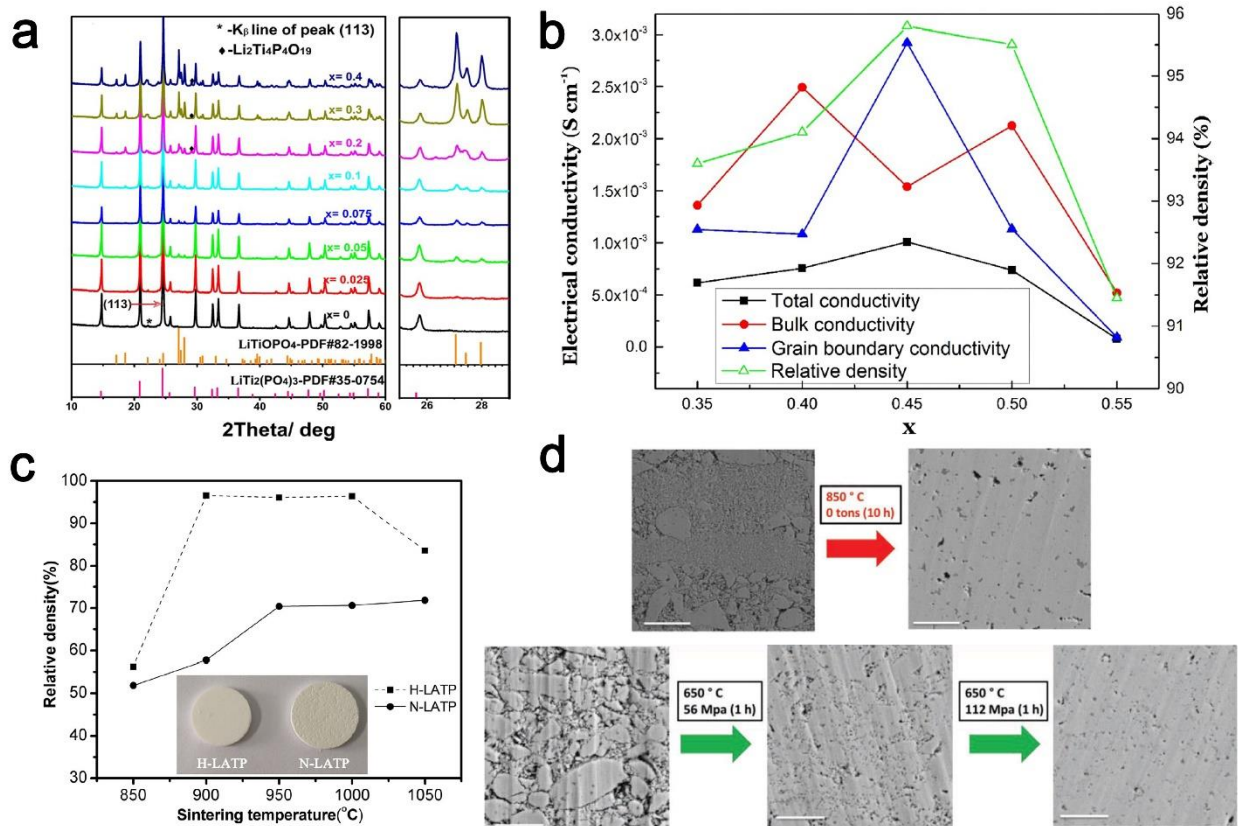 a
* -Kβ line of peak (113)
♦-Li2Ti4P4O19
x= 0.4
x= 0.3
x= 0.2
x= 0.1
x= 0.075
x= 0.05
x= 0.025
(113)
x= 0
*
LiTiOPO4-PDF#82-1998
LiTi2(PO4)3-PDF#35-0754
10 20 30 40 50 60 26 28
2Theta/ deg
b
Electrical conductivity (S cm⁻¹)
3.0x10⁻³
2.5x10⁻³
2.0x10⁻³
1.5x10⁻³
1.0x10⁻³
5.0x10⁻⁴
0.0
Total conductivity
Bulk conductivity
Grain boundary conductivity
Relative density
0.35 0.40 0.45 0.50 0.55
x
96
95
94
93
92
91
90
Relative density (%)
c
Relative density(%)
100
90
80
70
60
50
40
30
H-LATP
N-LATP
H-LATP N-LATP
850 900 950 1000 1050
Sintering temperature(°C)
d
850 ° C
0 tons (10 h)
650 ° C
56 Mpa (1 h)
650 ° C
112 Mpa (1 h)